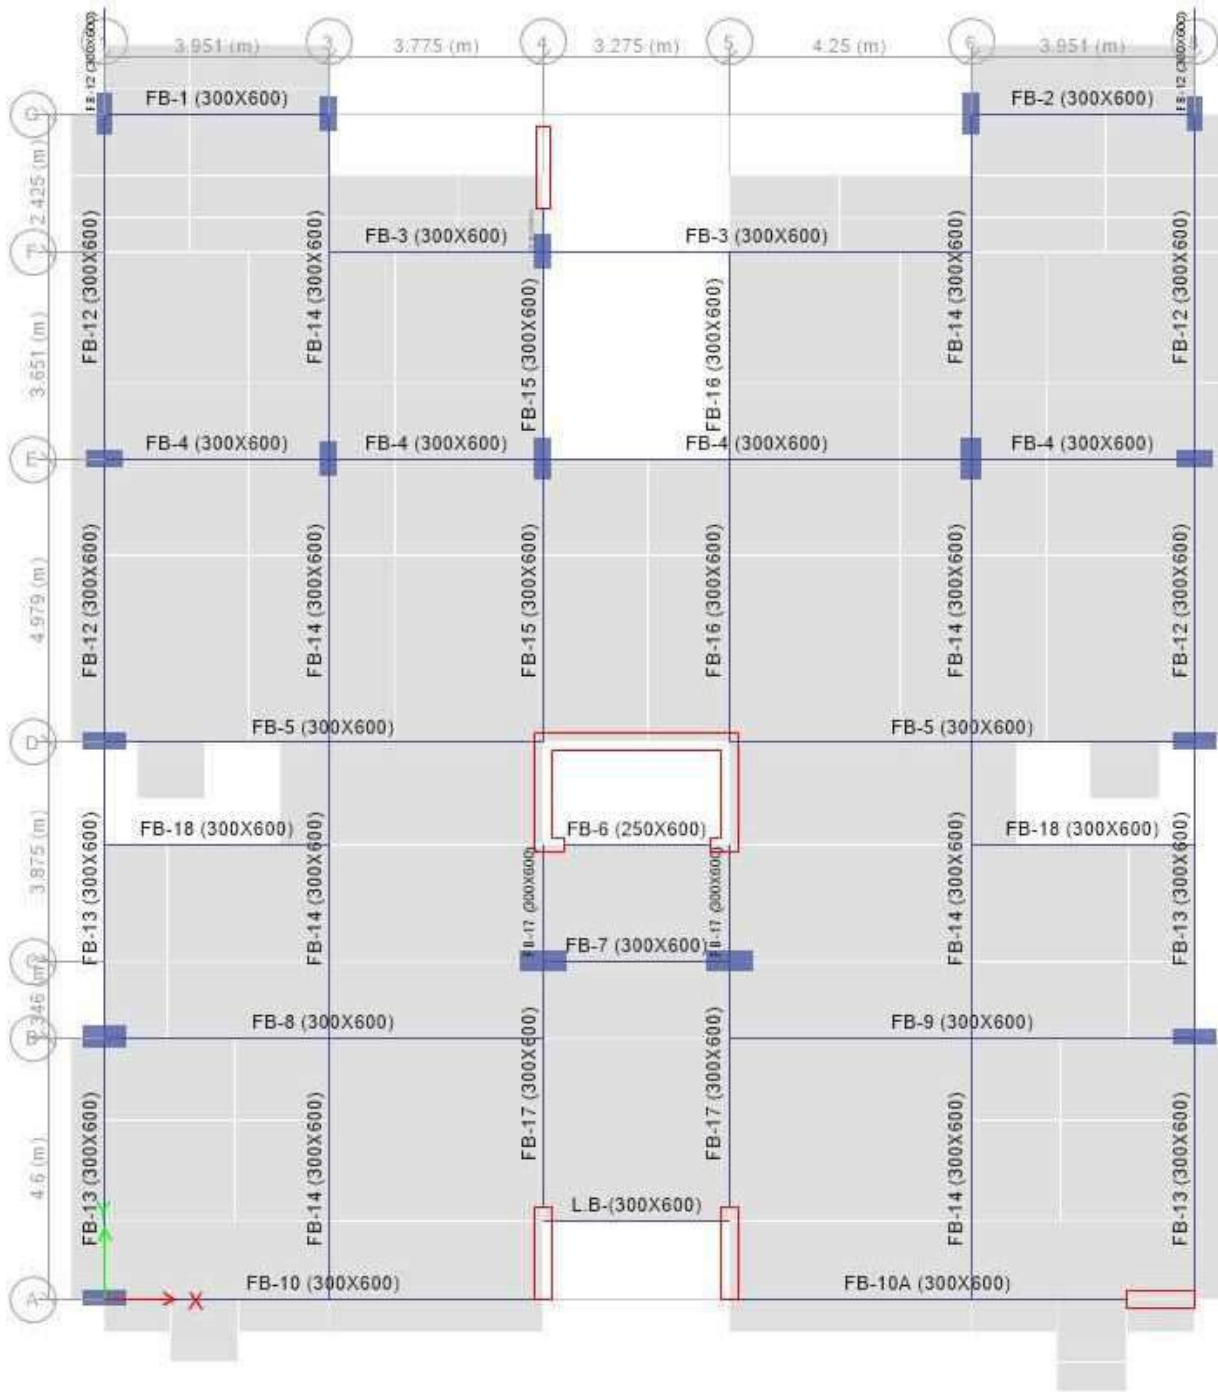 3
4
5
6
3.951 (m)
3.775 (m)
3.275 (m)
4.25 (m)
3.951 (m)
FB-12 (300X600)
FB-12 (300X600)
FB-1 (300X600)
FB-2 (300X600)
G
2.425 (m)
F
FB-3 (300X600)
FB-3 (300X600)
FB-12 (300X600)
FB-14 (300X600)
FB-15 (300X600)
FB-16 (300X600)
FB-14 (300X600)
FB-12 (300X600)
3.651 (m)
E
FB-4 (300X600)
FB-4 (300X600)
FB-4 (300X600)
FB-4 (300X600)
4.979 (m)
FB-12 (300X600)
FB-14 (300X600)
FB-15 (300X600)
FB-16 (300X600)
FB-14 (300X600)
FB-12 (300X600)
D
FB-5 (300X600)
FB-5 (300X600)
FB-18 (300X600)
FB-6 (250X600)
FB-18 (300X600)
3.875 (m)
FB-13 (300X600)
FB-14 (300X600)
FB-17 (300X600)
FB-17 (300X600)
FB-14 (300X600)
FB-13 (300X600)
C
FB-7 (300X600)
B
FB-8 (300X600)
FB-9 (300X600)
4.6 (m)
FB-13 (300X600)
FB-14 (300X600)
FB-17 (300X600)
FB-17 (300X600)
FB-14 (300X600)
FB-13 (300X600)
L.B-(300X600)
A
X
FB-10 (300X600)
FB-10A (300X600)